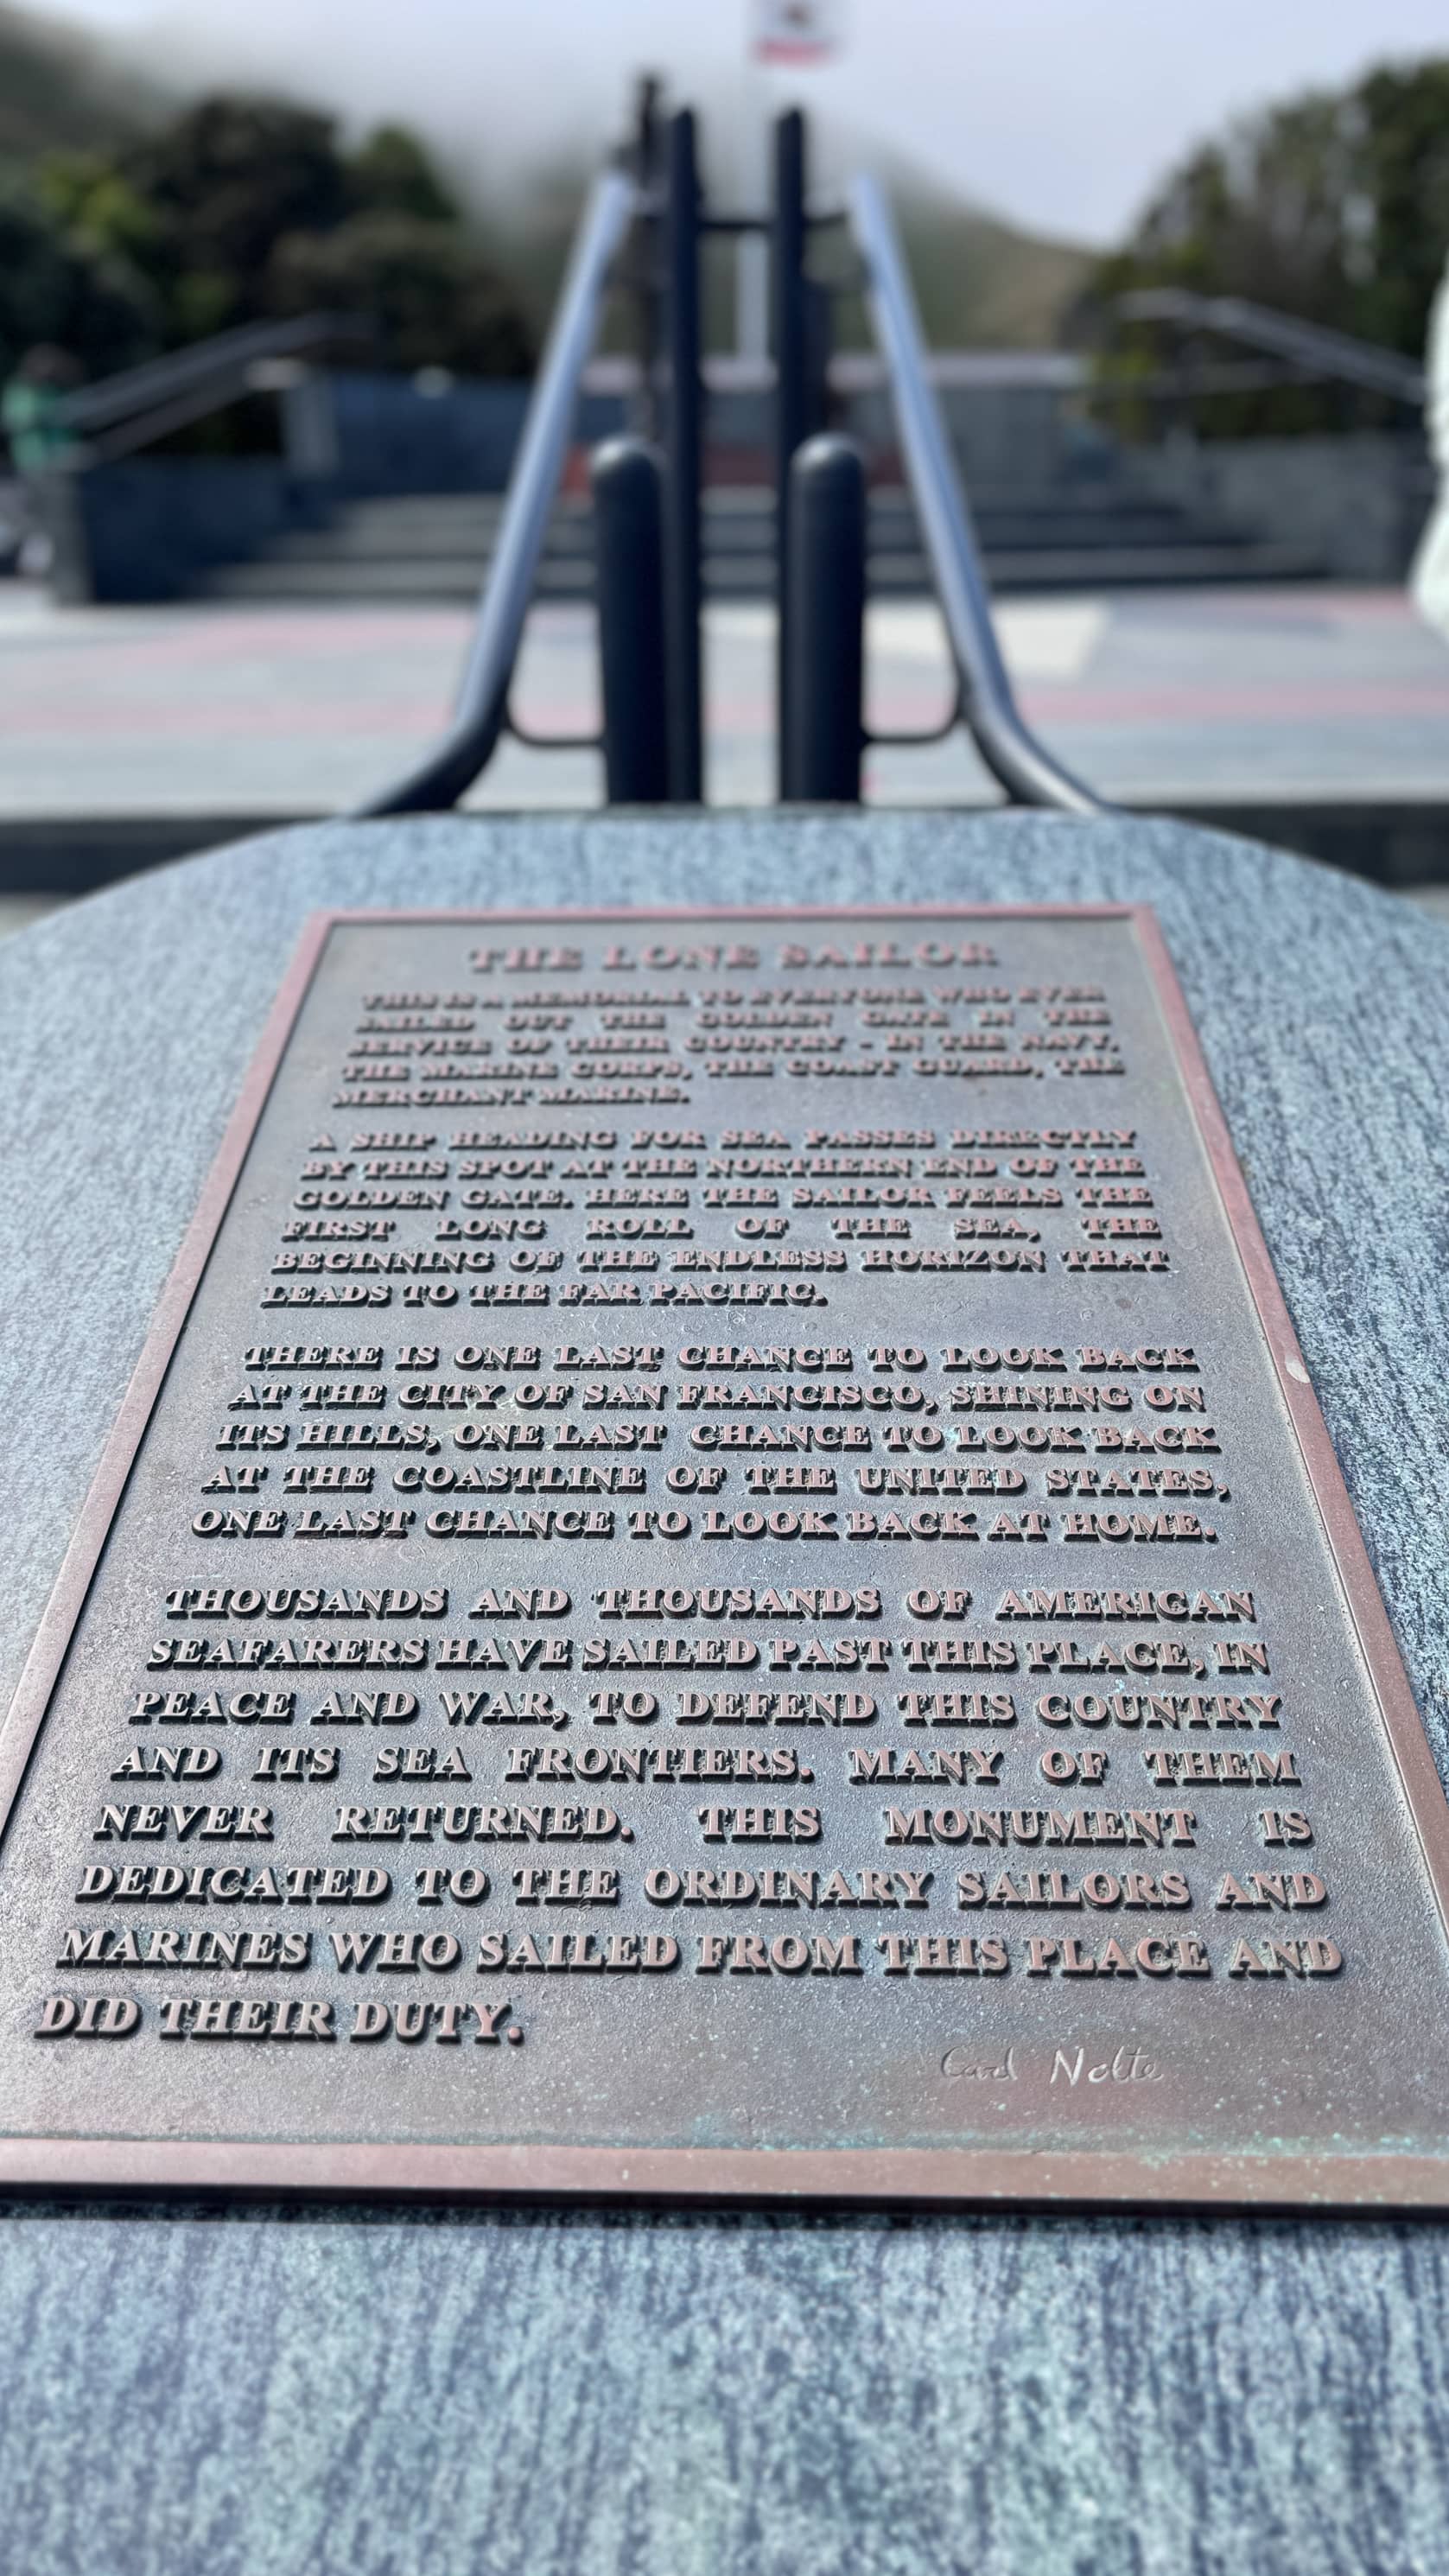 THE LONE SAILOR
THIS IS A MEMORIAL TO EVERYONE WHO EVER
SAILED OUT THE GOLDEN GATE IN THE
SERVICE OF THEIR COUNTRY - IN THE NAVY,
THE MARINE CORPS, THE COAST GUARD, THE
MERCHANT MARINE.
A SHIP HEADING FOR SEA PASSES DIRECTLY
BY THIS SPOT AT THE NORTHERN END OF THE
GOLDEN GATE. HERE THE SAILOR FEELS THE
FIRST LONG ROLL OF THE SEA, THE
BEGINNING OF THE ENDLESS HORIZON THAT
LEADS TO THE FAR PACIFIC.
THERE IS ONE LAST CHANCE TO LOOK BACK
AT THE CITY OF SAN FRANCISCO, SHINING ON
ITS HILLS, ONE LAST CHANCE TO LOOK BACK
AT THE COASTLINE OF THE UNITED STATES,
ONE LAST CHANCE TO LOOK BACK AT HOME.
THOUSANDS AND THOUSANDS OF AMERICAN
SEAFARERS HAVE SAILED PAST THIS PLACE, IN
PEACE AND WAR, TO DEFEND THIS COUNTRY
AND ITS SEA FRONTIERS. MANY OF THEM
NEVER RETURNED. THIS MONUMENT IS
DEDICATED TO THE ORDINARY SAILORS AND
MARINES WHO SAILED FROM THIS PLACE AND
DID THEIR DUTY.
Carl Nolte